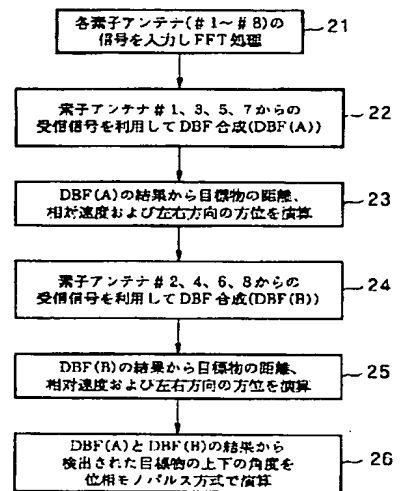 各素子アンテナ(#1〜#8)の
信号を入力しFFT処理
21
素子アンテナ#1、3、5、7からの
受信信号を利用してDBF合成(DBF(A))
22
DBF(A)の結果から目標物の距離、
相対速度および左右方向の方位を演算
23
素子アンテナ#2、4、6、8からの
受信信号を利用してDBF合成(DBF(B))
24
DBF(B)の結果から目標物の距離、
相対速度および左右方向の方位を演算
25
DBF(A)とDBF(B)の結果から
検出された目標物の上下の角度を
位相モノパルス方式で演算
26